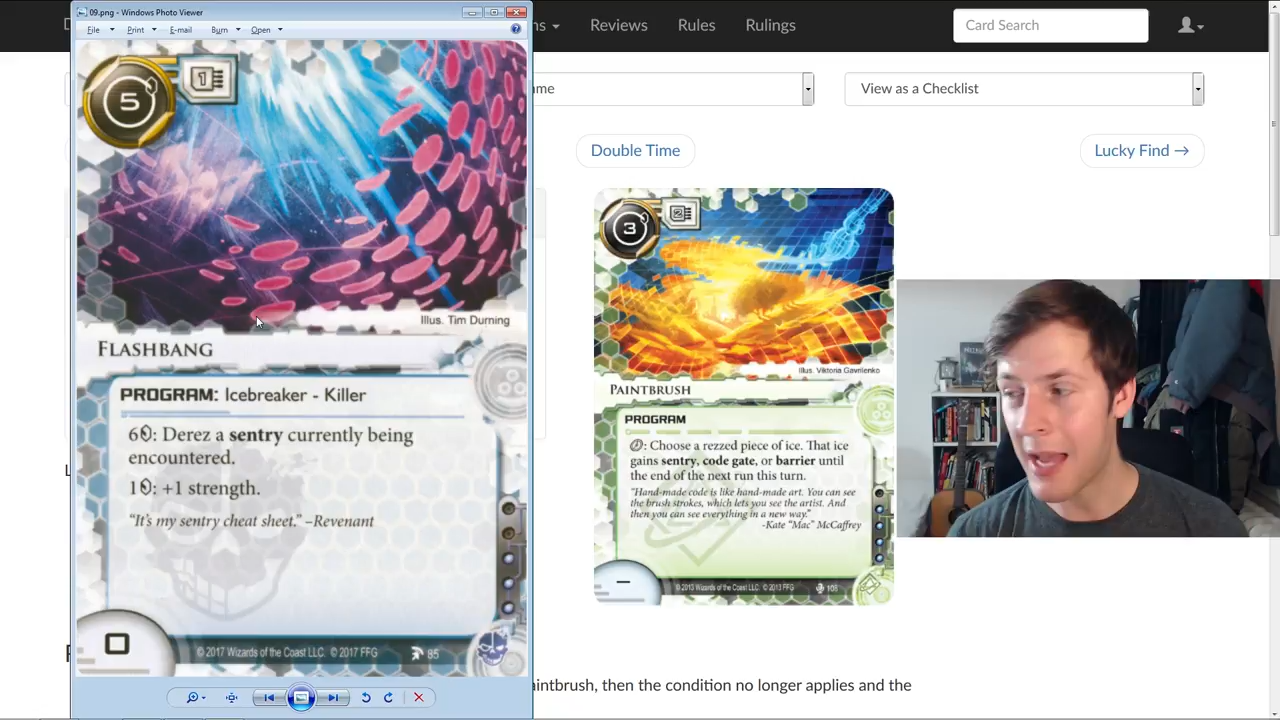 09.png - Windows Photo Viewer
File Print E-mail Burn Open
Reviews Rules Rulings
Card Search
View as a Checklist
Double Time
Lucky Find →
5
1
Illus. Tim Durning
FLASHBANG
PROGRAM: Icebreaker - Killer
6: Derez a sentry currently being
encountered.
1: +1 strength.
"It's my sentry cheat sheet." –Revenant
0
© 2017 Wizards of the Coast LLC. © 2017 FFG
85
3
2
Illus. Viktoria Gavrilenko
PAINTBRUSH
PROGRAM
: Choose a rezzed piece of ice. That ice
gains sentry, code gate, or barrier until
the end of the next run this turn.
"Hand-made code is like hand-made art. You can see
the brush strokes, which lets you see the artist. And
then you can see everything in a new way."
-Kate "Mac" McCaffrey
–
© 2013 Wizards of the Coast LLC. © 2013 FFG
106
aintbrush, then the condition no longer applies and the